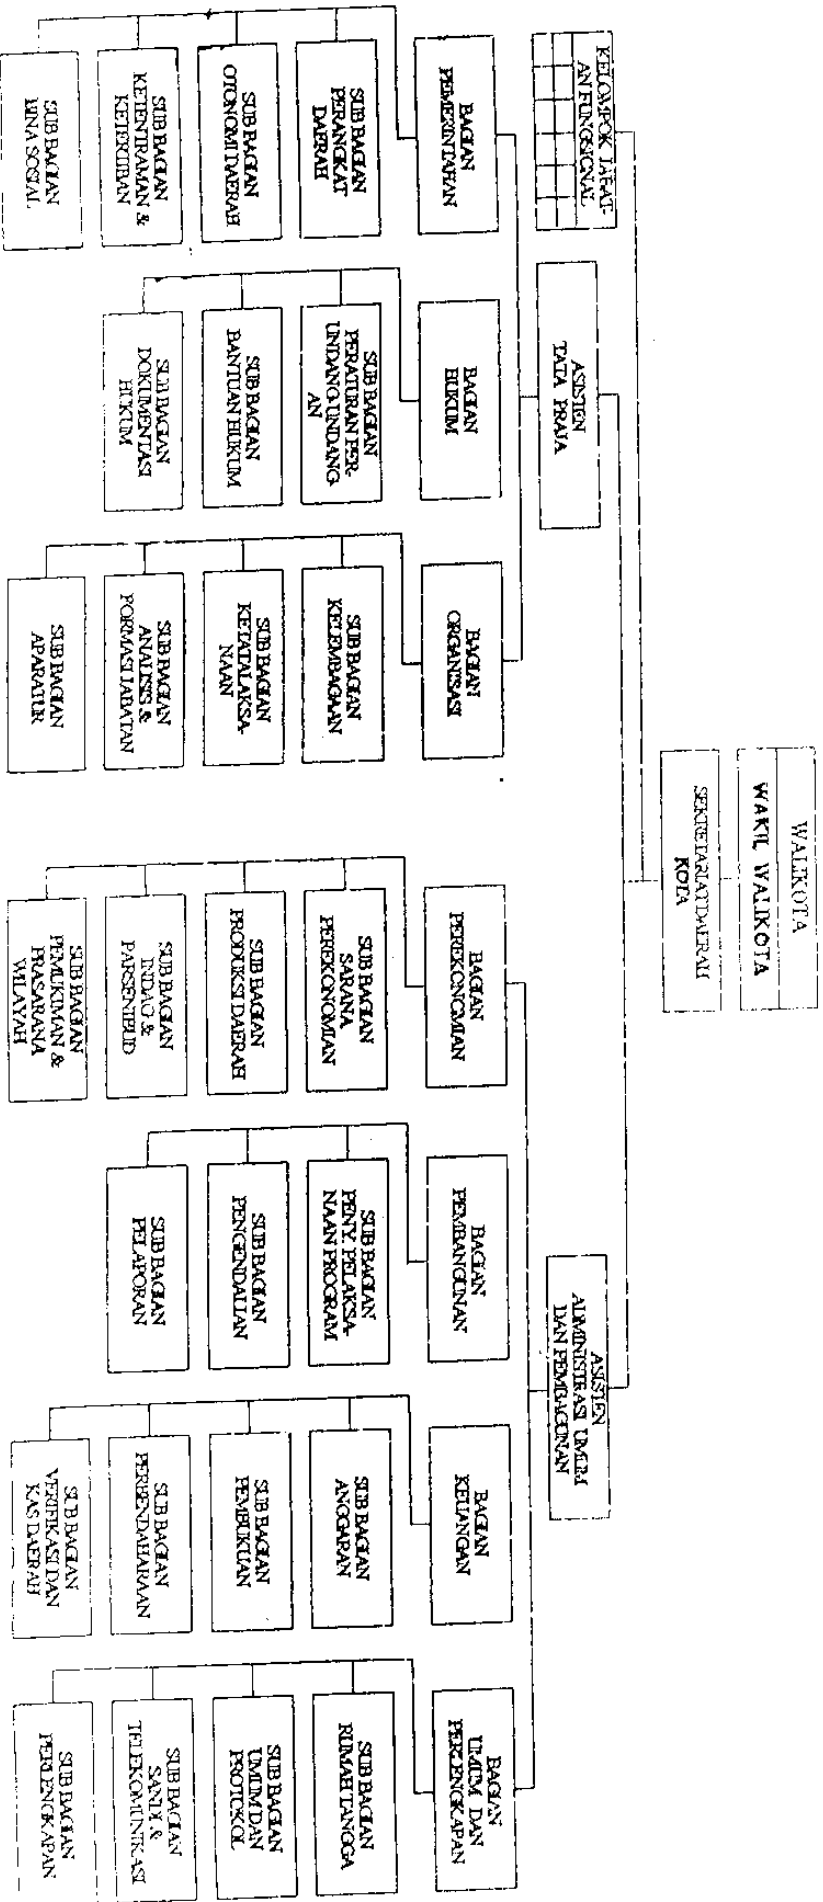 WALIKOTA
WAKIL WALIKOTA
SEKRETARIAT DAERAH
KOTA
KELOMPOK JABAT-
AN FUNGSIONAL
ASISTEN
TATA PRAJA
ASISTEN
ADMINISTRASI UMUM
DAN PEMBAGUNAN
BAGIAN
PEMERINTAHAN
BAGIAN
HUKUM
BAGIAN
ORGANISASI
BAGIAN
PEREKONOMIAN
BAGIAN
PEMBANGUNAN
BAGIAN
KEUANGAN
BAGIAN
UMUM DAN
PERLENGKAPAN
SUB BAGIAN
PERANGKAT
DAERAH
SUB BAGIAN
PERATURAN PER-
UNDANG-UNDANG-
AN
SUB BAGIAN
KELEMBAGAAN
SUB BAGIAN
SARANA
PEREKONOMIAN
SUB BAGIAN
PENY. PELAKSA-
NAAN PROGRAM
SUB BAGIAN
ANGGARAN
SUB BAGIAN
RUMAH TANGGA
SUB BAGIAN
OTONOMI DAERAH
SUB BAGIAN
BANTUAN HUKUM
SUB BAGIAN
KETATALAKSA-
NAAN
SUB BAGIAN
PRODUKSI DAERAH
SUB BAGIAN
PENGENDALIAN
SUB BAGIAN
PEMBUKUAN
SUB BAGIAN
UMUM DAN
PROTOKOL
SUB BAGIAN
KETENTRAMAN &
KETERTIBAN
SUB BAGIAN
DOKUMENTASI
HUKUM
SUB BAGIAN
ANALISIS &
FORMASI JABATAN
SUB BAGIAN
INDAG &
PARSENIBUD
SUB BAGIAN
PELAPORAN
SUB BAGIAN
PERBENDAHARAAN
SUB BAGIAN
SANDI &
TELEKOMUNIKASI
SUB BAGIAN
BINA SOSIAL
SUB BAGIAN
APARATUR
SUB BAGIAN
PEMUKIMAN &
PRASARANA
WILAYAH
SUB BAGIAN
VERIFIKASI DAN
KAS DAERAH
SUB BAGIAN
PERLENGKAPAN